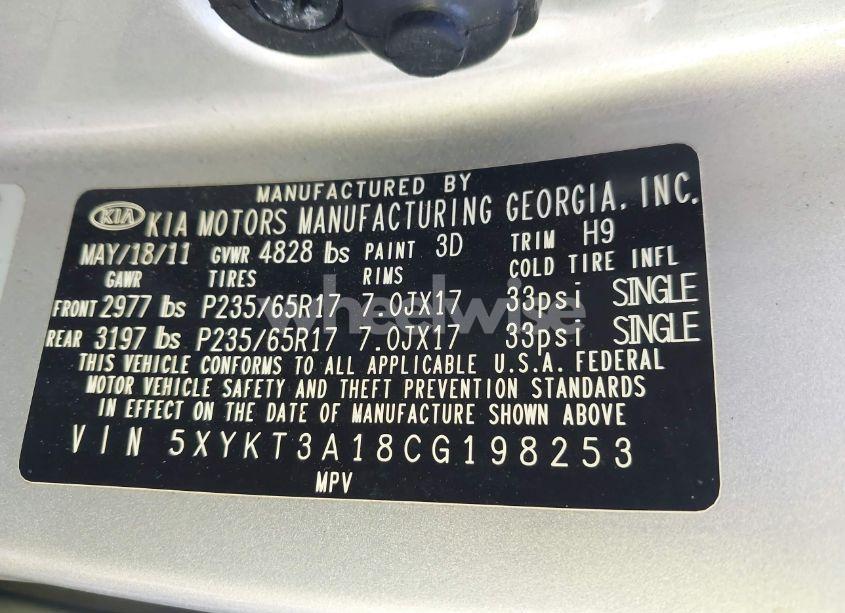 MANUFACTURED BY
KIA KIA MOTORS MANUFACTURING GEORGIA, INC.
MAY/18/11 GVWR 4828 lbs PAINT 3D TRIM H9
GAWR TIRES RIMS COLD TIRE INFL
FRONT 2977 lbs P235/65R17 7.0JX17 33psi SINGLE
REAR 3197 lbs P235/65R17 7.0JX17 33psi SINGLE
THIS VEHICLE CONFORMS TO ALL APPLICABLE U.S.A. FEDERAL
MOTOR VEHICLE SAFETY AND THEFT PREVENTION STANDARDS
IN EFFECT ON THE DATE OF MANUFACTURE SHOWN ABOVE
VIN 5XYKT3A18CG198253
MPV
wheelwise